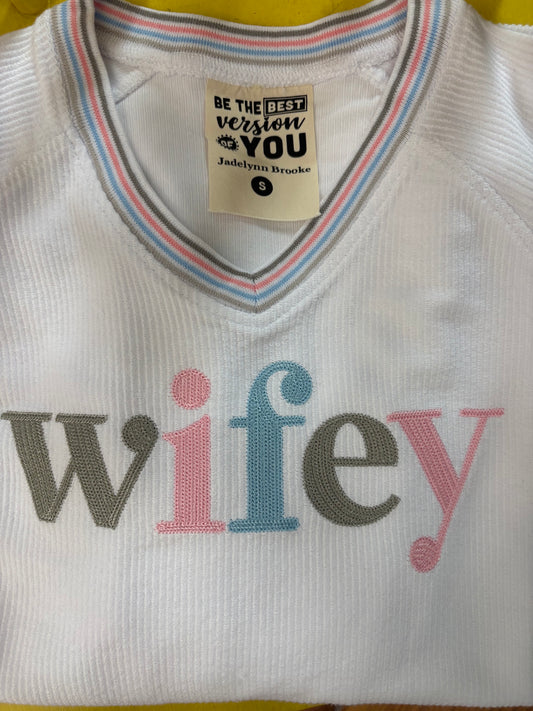 BE THE BEST
version
OF YOU
Jadelynn Brooke
S
wifey